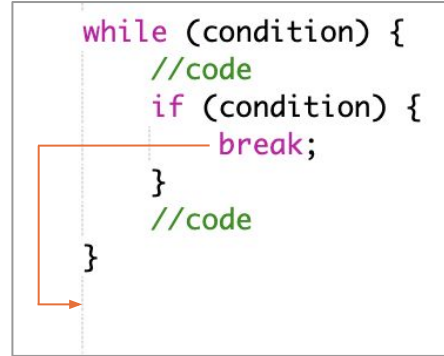 while (condition) {
    //code
    if (condition) {
        break;
    }
    //code
}